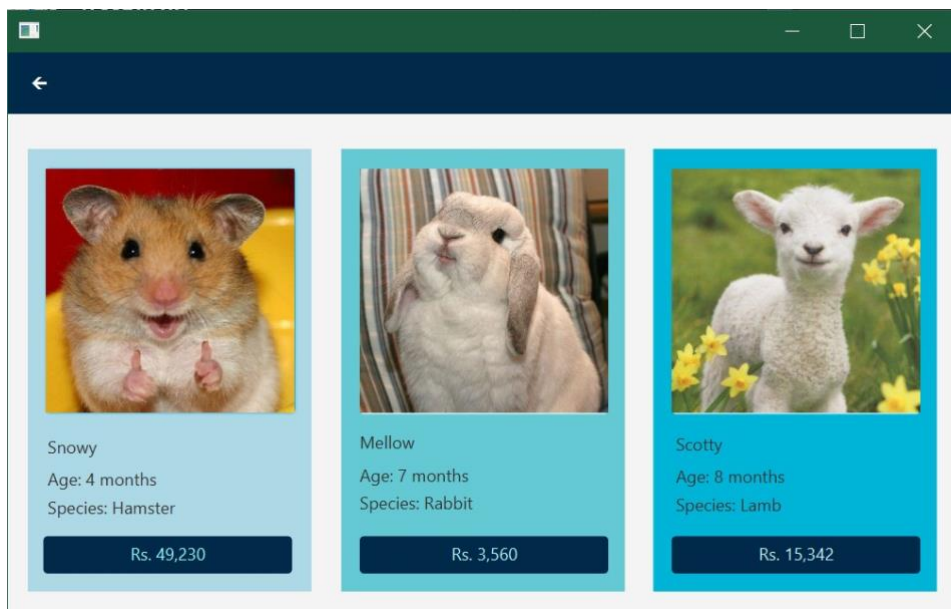 Snowy
Age: 4 months
Species: Hamster
Rs. 49,230
Mellow
Age: 7 months
Species: Rabbit
Rs. 3,560
Scotty
Age: 8 months
Species: Lamb
Rs. 15,342